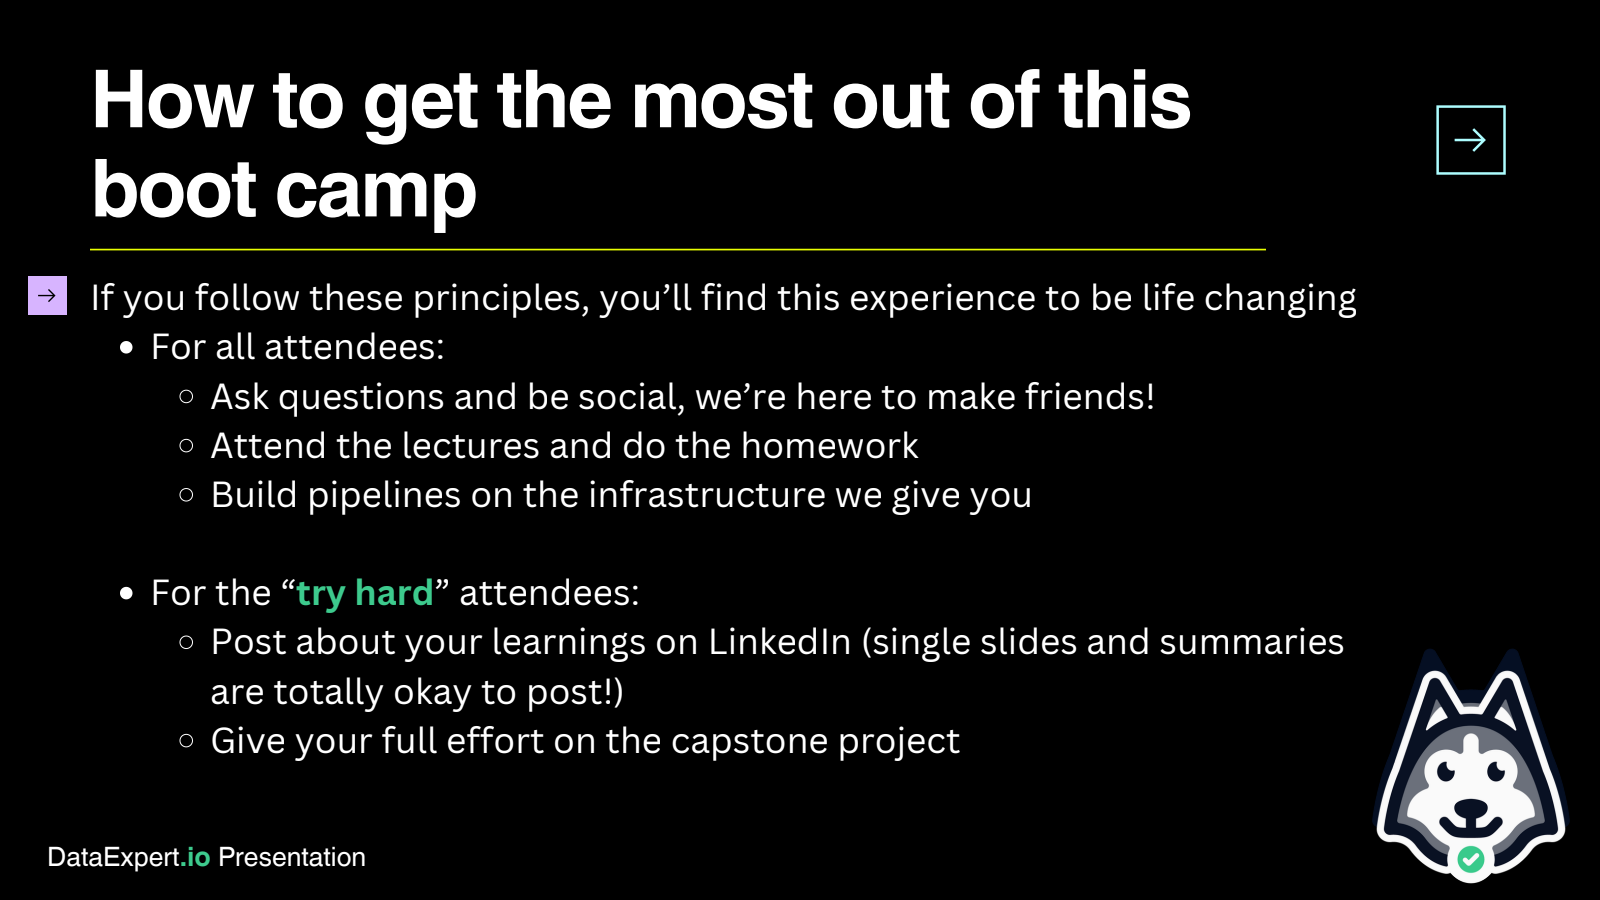 How to get the most out of this
boot camp
If you follow these principles, you’ll find this experience to be life changing
For all attendees:
Ask questions and be social, we’re here to make friends!
Attend the lectures and do the homework
Build pipelines on the infrastructure we give you
For the “try hard” attendees:
Post about your learnings on LinkedIn (single slides and summaries
are totally okay to post!)
Give your full effort on the capstone project
DataExpert.io Presentation